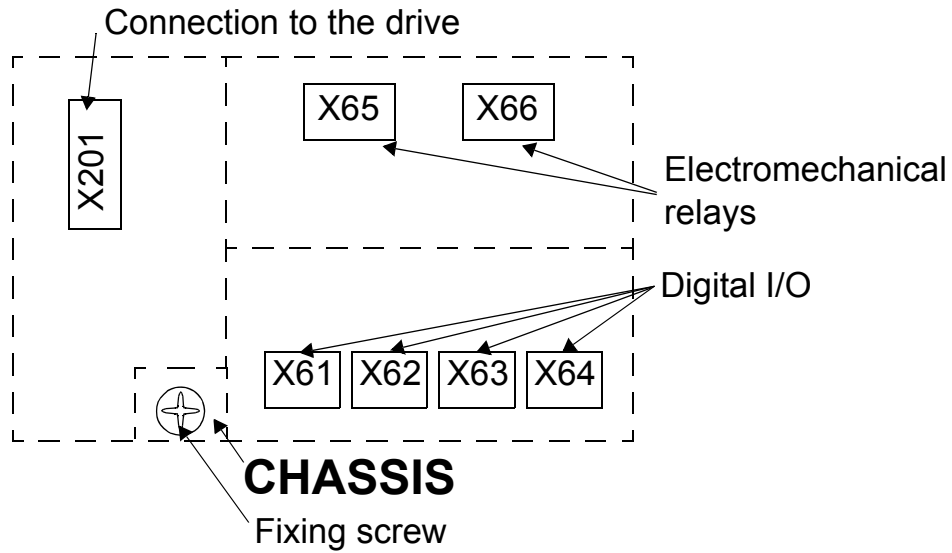 Connection to the drive
X65
X66
X201
Electromechanical
relays
Digital I/O
X61
X62
X63
X64
CHASSIS
Fixing screw